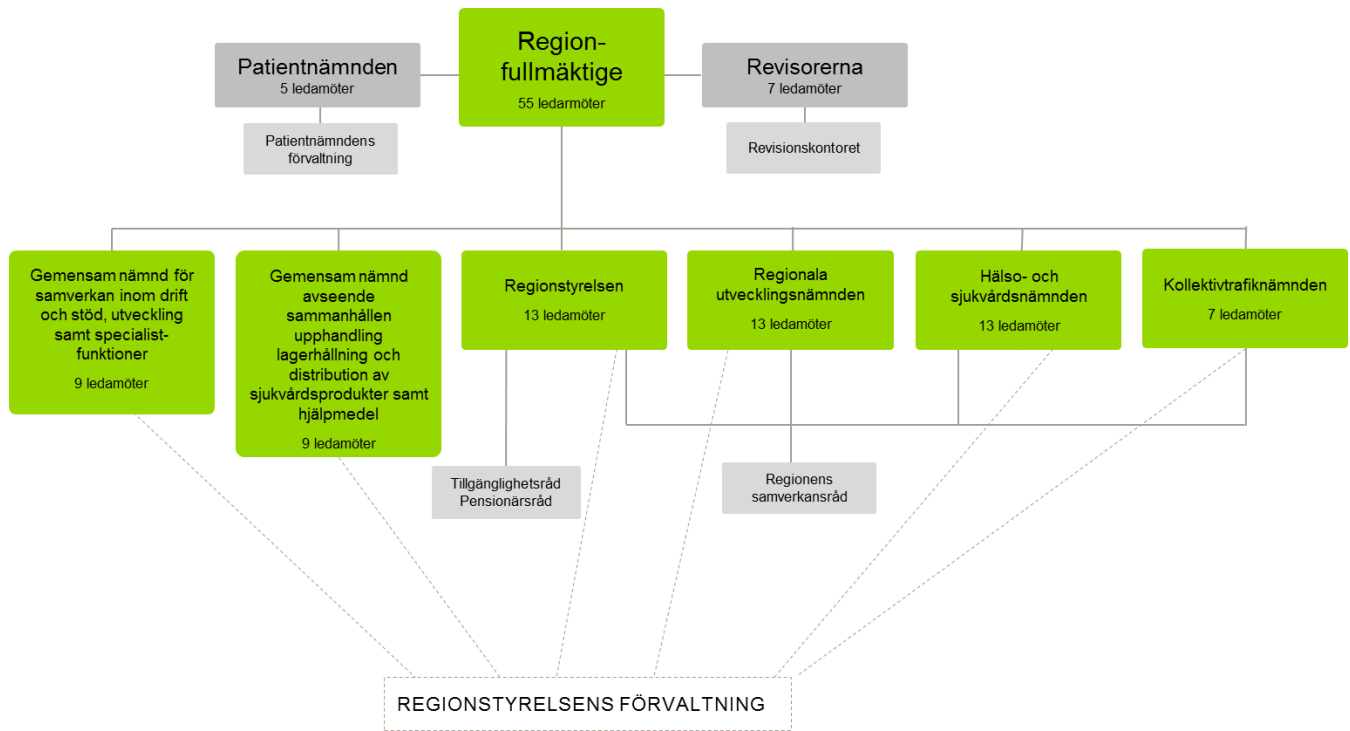 Region-
fullmäktige
55 ledarmöter
Patientnämnden
5 ledamöter
Revisorerna
7 ledamöter
Patientnämndens
förvaltning
Revisionskontoret
Gemensam nämnd för
samverkan inom drift
och stöd, utveckling
samt specialist-
funktioner
9 ledamöter
Gemensam nämnd
avseende
sammanhållen
upphandling
lagerhållning och
distribution av
sjukvårdsprodukter samt
hjälpmedel
9 ledamöter
Regionstyrelsen
13 ledamöter
Regionala
utvecklingsnämnden
13 ledamöter
Hälso- och
sjukvårdsnämnden
13 ledamöter
Kollektivtrafiknämnden
7 ledamöter
Tillgänglighetsråd
Pensionärsråd
Regionens
samverkansråd
REGIONSTYRELSENS FÖRVALTNING